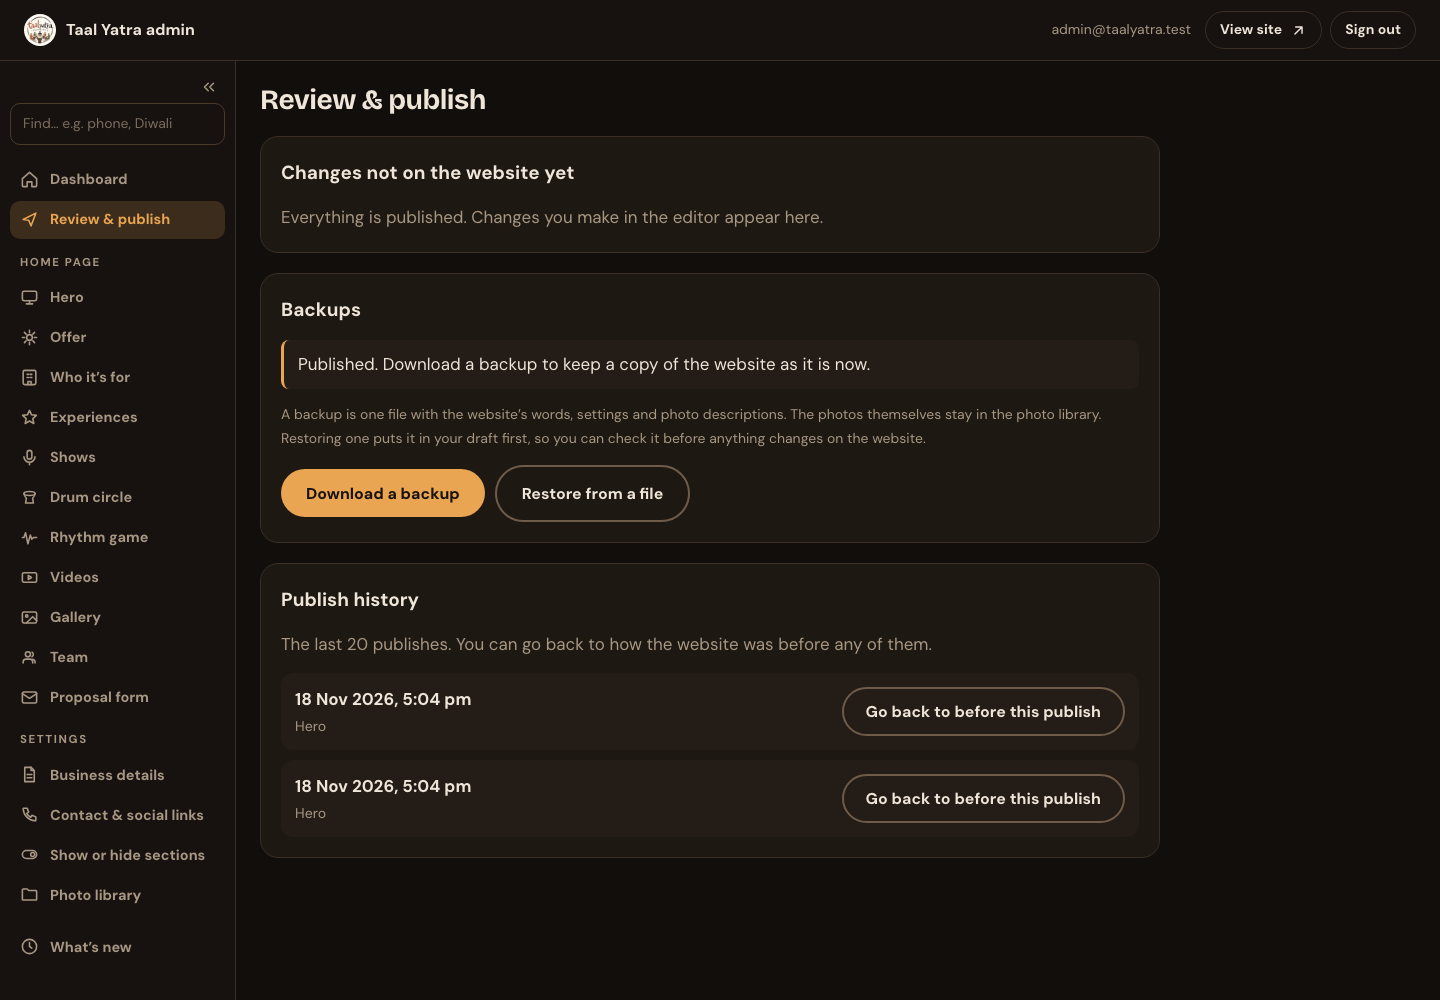 Taal Yatra admin
admin@taalyatra.test
View site
Sign out
Find... e.g. phone, Diwali
Dashboard
Review & publish
HOME PAGE
Hero
Offer
Who it’s for
Experiences
Shows
Drum circle
Rhythm game
Videos
Gallery
Team
Proposal form
SETTINGS
Business details
Contact & social links
Show or hide sections
Photo library
What’s new
Review & publish
Changes not on the website yet
Everything is published. Changes you make in the editor appear here.
Backups
Published. Download a backup to keep a copy of the website as it is now.
A backup is one file with the website’s words, settings and photo descriptions. The photos themselves stay in the photo library.
Restoring one puts it in your draft first, so you can check it before anything changes on the website.
Download a backup
Restore from a file
Publish history
The last 20 publishes. You can go back to how the website was before any of them.
18 Nov 2026, 5:04 pm
Hero
Go back to before this publish
18 Nov 2026, 5:04 pm
Hero
Go back to before this publish